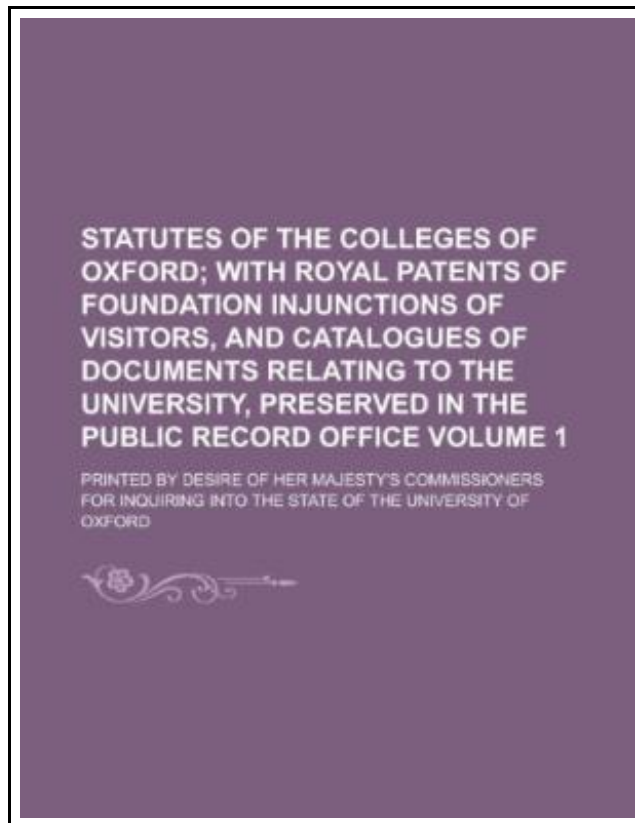 STATUTES OF THE COLLEGES OF
OXFORD; WITH ROYAL PATENTS OF
FOUNDATION INJUNCTIONS OF
VISITORS, AND CATALOGUES OF
DOCUMENTS RELATING TO THE
UNIVERSITY, PRESERVED IN THE
PUBLIC RECORD OFFICE VOLUME 1
PRINTED BY DESIRE OF HER MAJESTY'S COMMISSIONERS
FOR INQUIRING INTO THE STATE OF THE UNIVERSITY OF
OXFORD